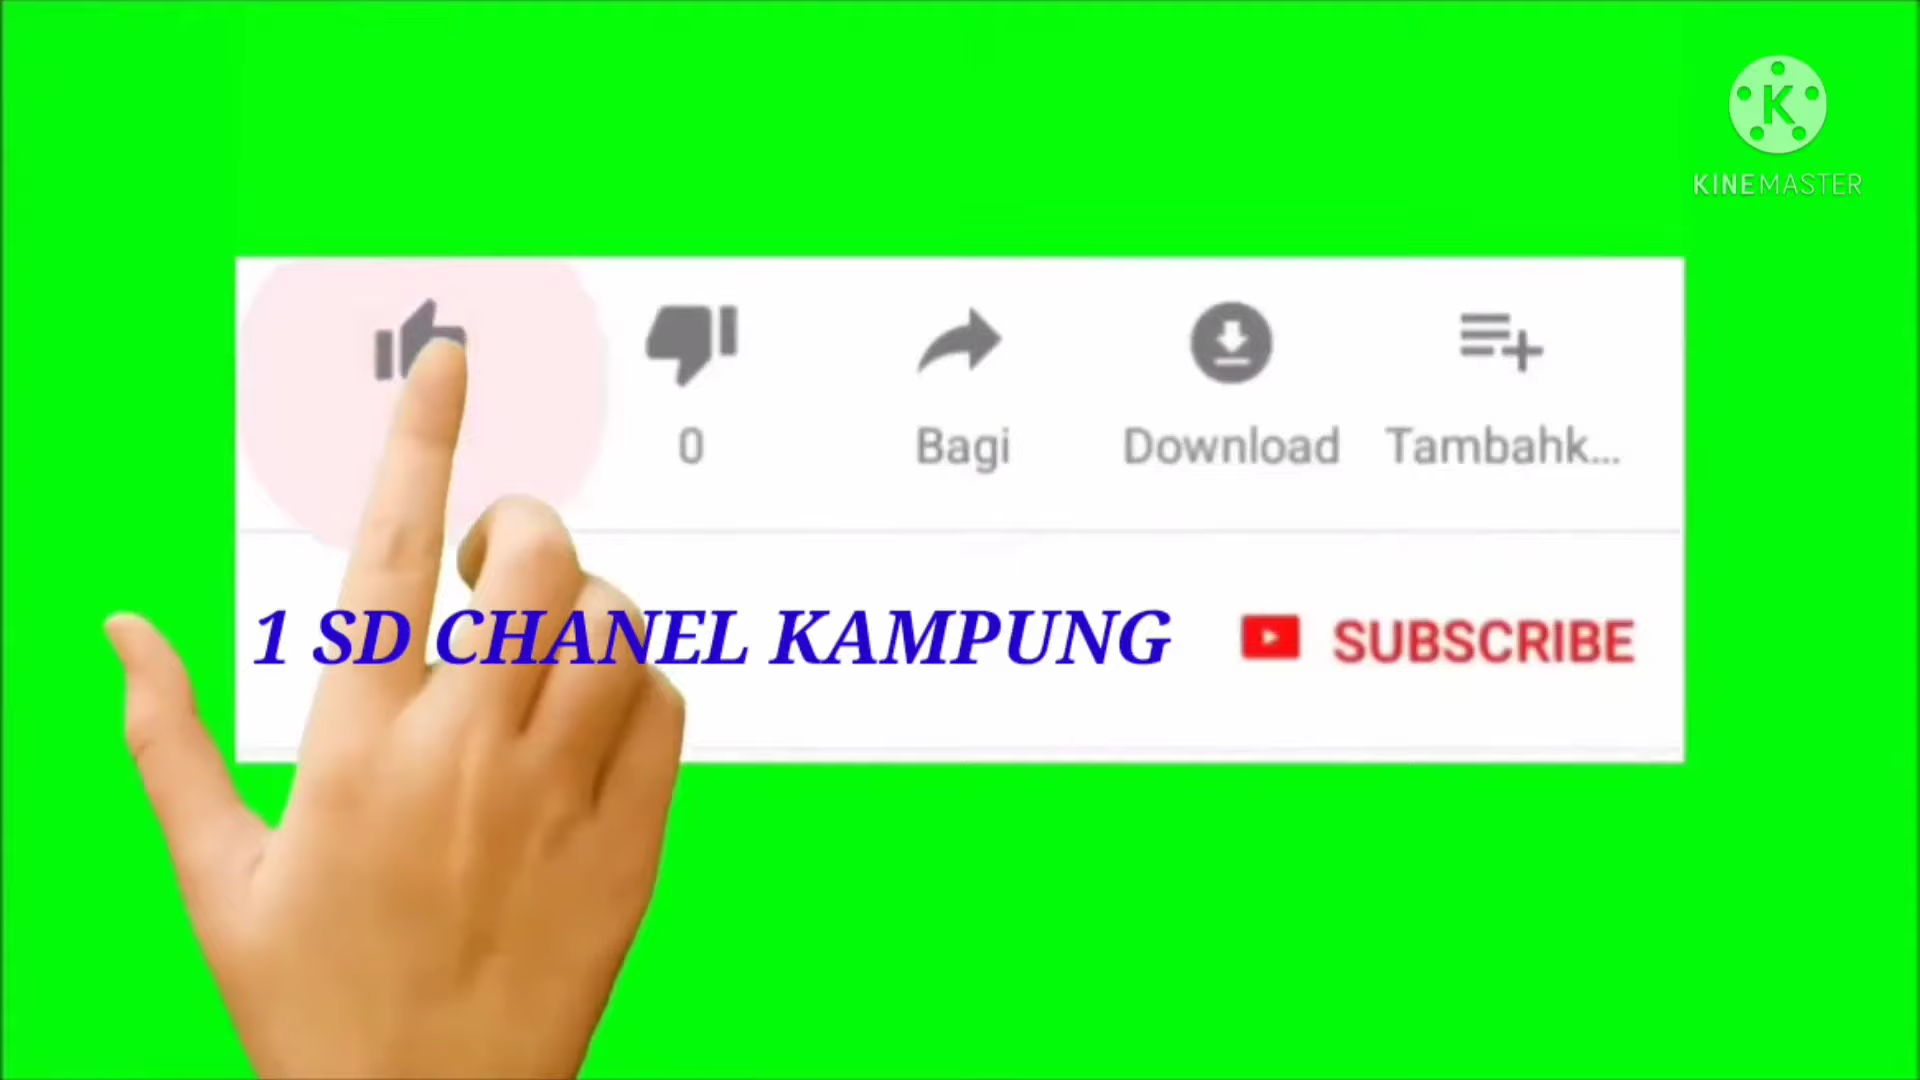 K
KINEMASTER
0 Bagi Download Tambahk...
1 SD CHANEL KAMPUNG SUBSCRIBE